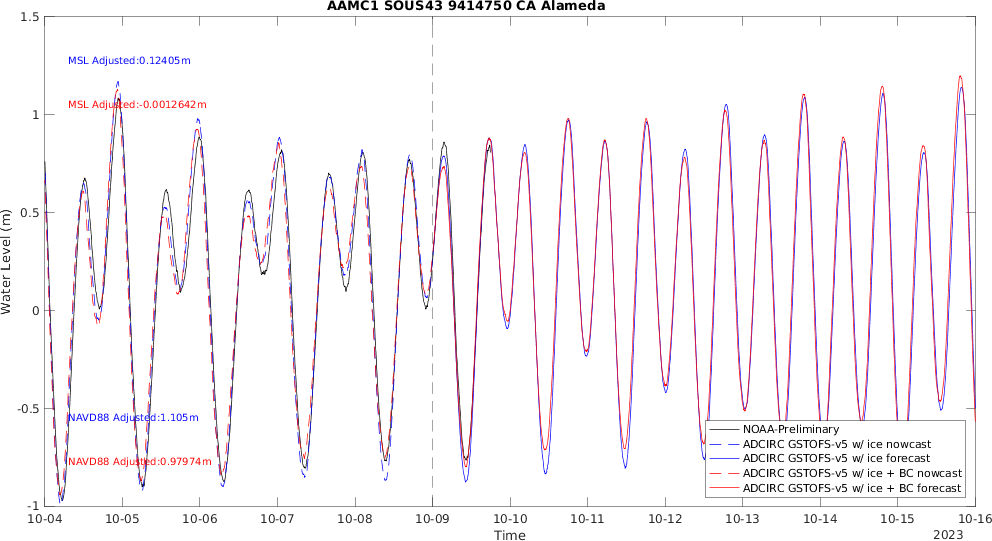 AAMC1 SOUS43 9414750 CA Alameda
1.5
1
0.5
0
-0.5
-1
Water Level (m)
MSL Adjusted:0.12405m
MSL Adjusted:-0.0012642m
NAVD88 Adjusted:1.105m
NAVD88 Adjusted:0.97974m
NOAA-Preliminary
ADCIRC GSTOFS-v5 w/ ice nowcast
ADCIRC GSTOFS-v5 w/ ice forecast
ADCIRC GSTOFS-v5 w/ ice + BC nowcast
ADCIRC GSTOFS-v5 w/ ice + BC forecast
10-04 10-05 10-06 10-07 10-08 10-09 10-10 10-11 10-12 10-13 10-14 10-15 10-16
Time
2023